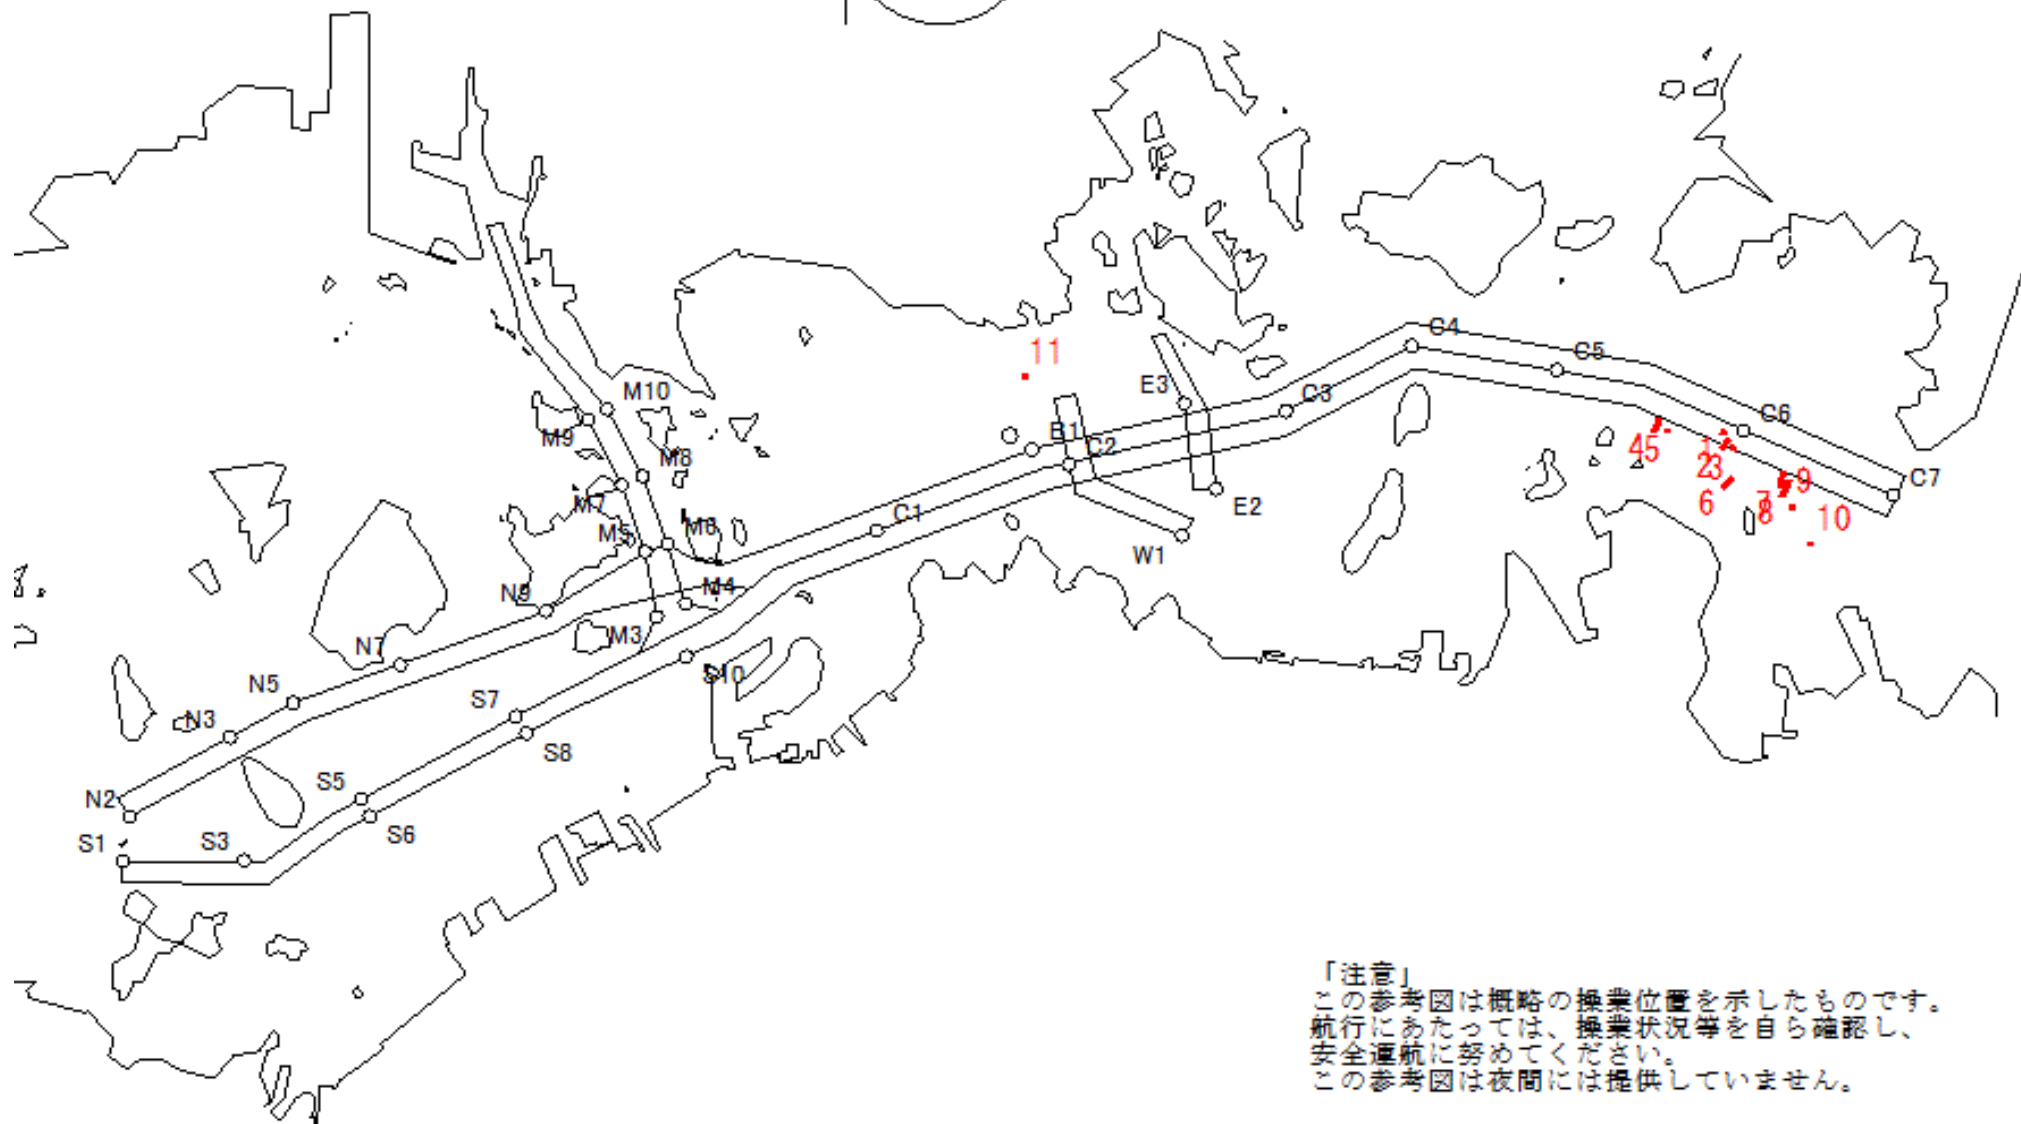 11
C4
C5
E3
M10
C3
C6
B1
M9
C2
45
1
M8
23
9
C7
M7
6
7
8
E2
10
M5
M6
C1
W1
N9
M4
M3
N7
S10
N5
S7
N3
S8
S5
N2
S6
S1
S3
「注意」
この参考図は概略の操業位置を示したものです。
航行にあたっては、操業状況等を自ら確認し、
安全運航に努めてください。
この参考図は夜間には提供していません。